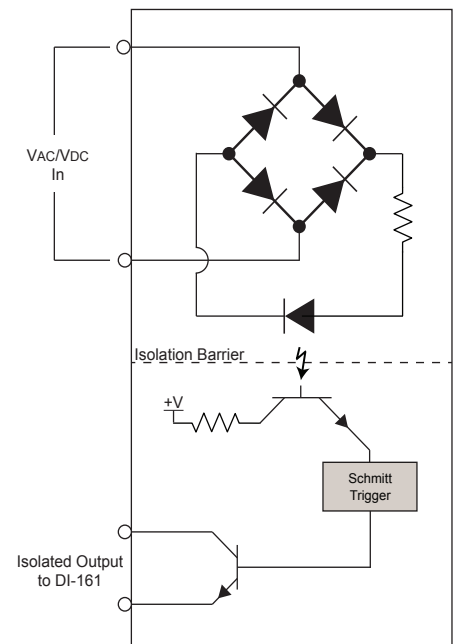 VAC/VDC
In
Isolation Barrier
+V
Schmitt
Trigger
Isolated Output
to DI-161